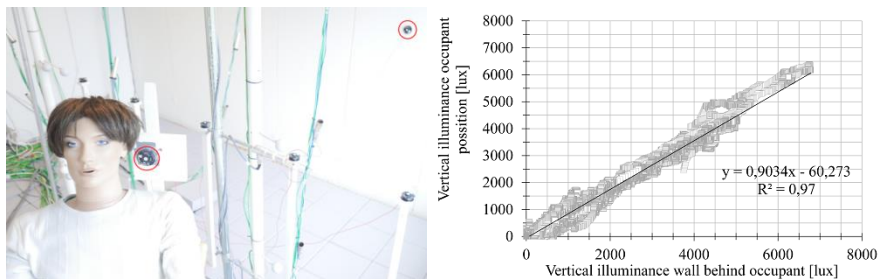 Vertical illuminance occupant
possition [lux]
8000
7000
6000
5000
4000
3000
2000
1000
0
y = 0,9034x - 60,273
R² = 0,97
0 2000 4000 6000 8000
Vertical illuminance wall behind occupant [lux]